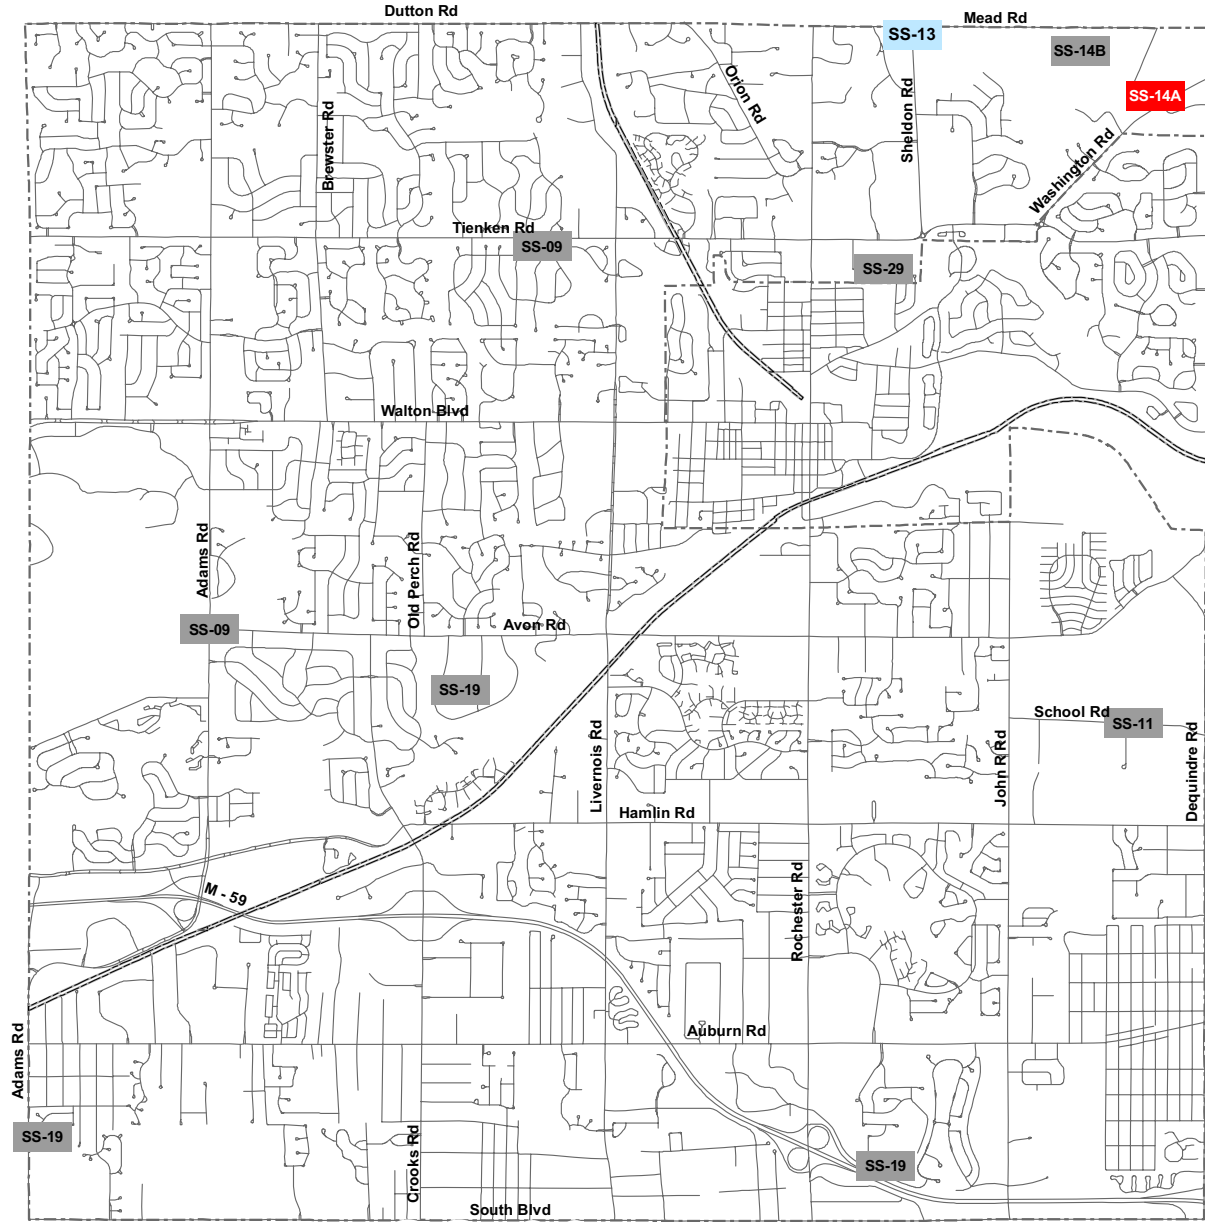 Dutton Rd
Mead Rd
SS-13
SS-14B
SS-14A
Orion Rd
Sheldon Rd
Brewster Rd
Washington Rd
Tienken Rd
SS-09
SS-29
Walton Blvd
Adams Rd
Old Perch Rd
SS-09
Avon Rd
SS-19
School Rd
SS-11
Livernois Rd
John R Rd
Dequindre Rd
Hamlin Rd
M - 59
Rochester Rd
Auburn Rd
Adams Rd
SS-19
Crooks Rd
SS-19
South Blvd